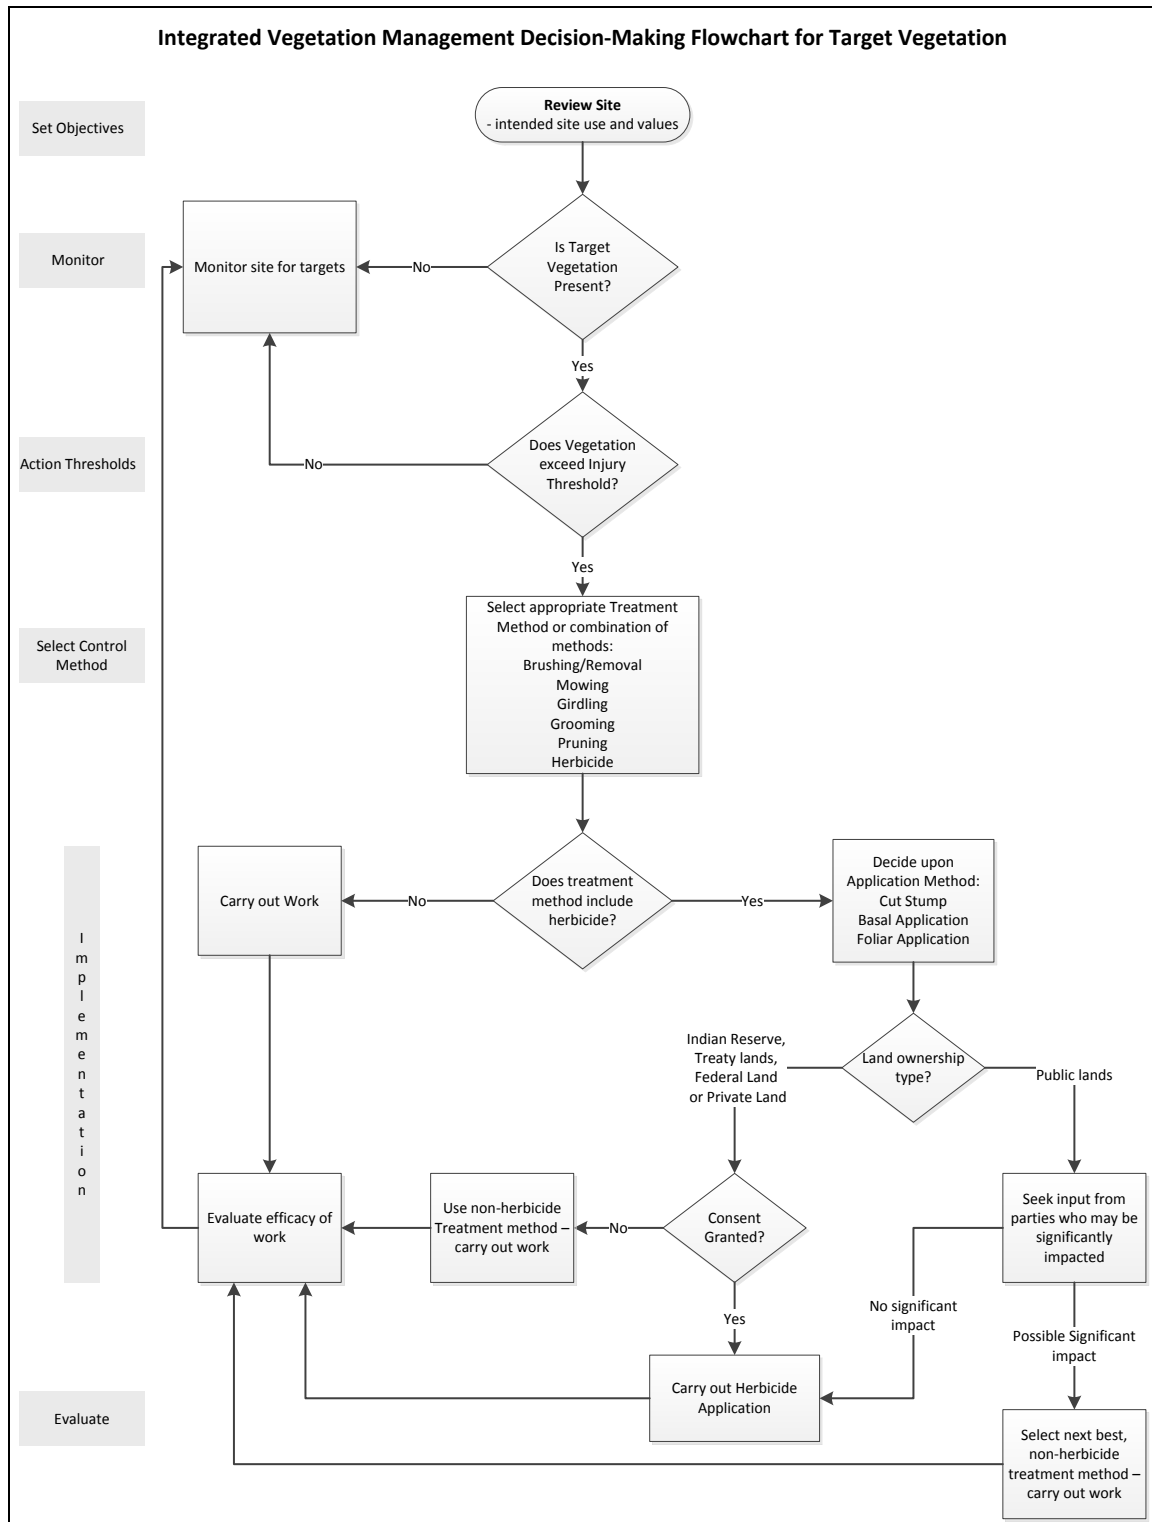 Integrated Vegetation Management Decision-Making Flowchart for Target Vegetation
Set Objectives
Review Site
- intended site use and values
Monitor
Monitor site for targets
No
Is Target
Vegetation
Present?
Yes
Action Thresholds
No
Does Vegetation
exceed Injury
Threshold?
Yes
Select Control
Method
Select appropriate Treatment
Method or combination of
methods:
Brushing/Removal
Mowing
Girdling
Grooming
Pruning
Herbicide
Implementation
Carry out Work
No
Does treatment
method include
herbicide?
Yes
Decide upon
Application Method:
Cut Stump
Basal Application
Foliar Application
Indian Reserve,
Treaty lands,
Federal Land
or Private Land
Land ownership
type?
Public lands
Evaluate efficacy of
work
Use non-herbicide
Treatment method –
carry out work
No
Consent
Granted?
Yes
Seek input from
parties who may be
significantly
impacted
No significant
impact
Possible Significant
impact
Evaluate
Carry out Herbicide
Application
Select next best,
non-herbicide
treatment method –
carry out work